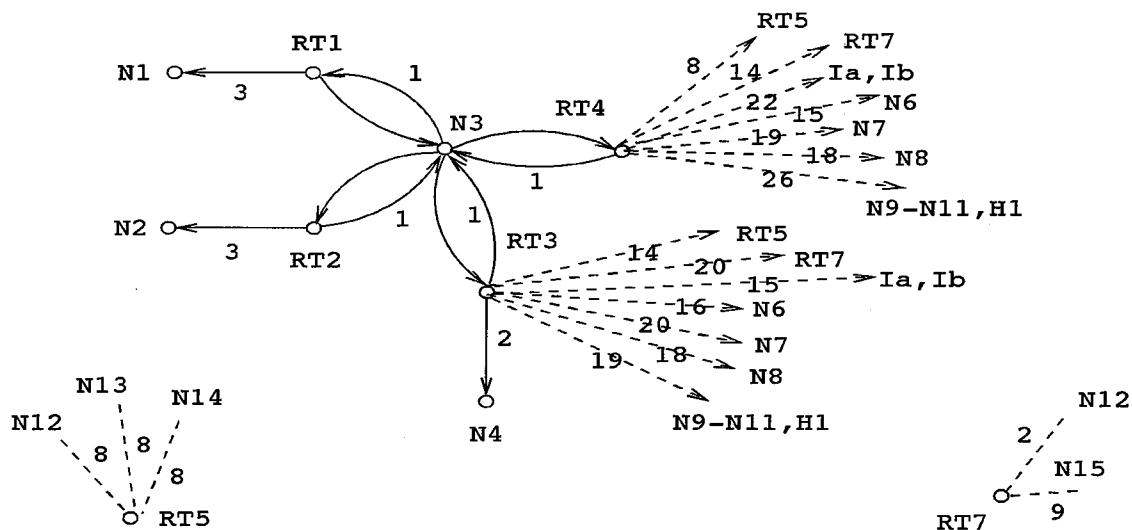 RT5
RT1
RT7
8
14
N1
1
Ia,Ib
3
RT4
22
N6
N3
15
19
N7
18
N8
1
26
N9-N11,H1
N2
1
1
RT3
RT5
3
RT2
14
RT7
20
15
Ia,Ib
16
N6
2
20
N7
19
18
N8
N13
N14
N12
N9-N11,H1
N12
N4
8
8
2
8
N15
RT5
RT7
9